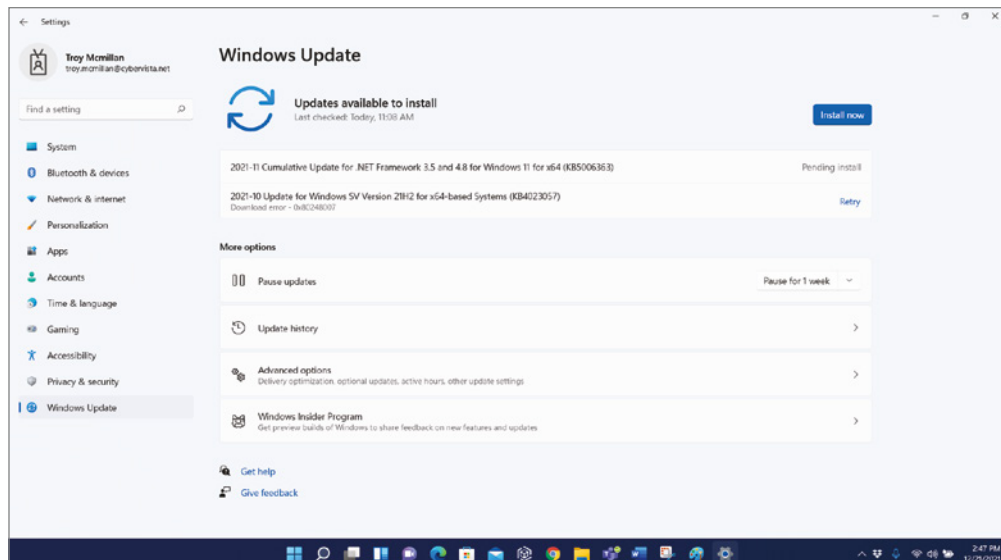 Settings
Troy Mcmillan
troy.mcmillan@cybervista.net
Find a setting
System
Bluetooth & devices
Network & internet
Personalization
Apps
Accounts
Time & language
Gaming
Accessibility
Privacy & security
Windows Update
Windows Update
Updates available to install
Last checked: Today, 11:08 AM
Install now
2021-11 Cumulative Update for .NET Framework 3.5 and 4.8 for Windows 11 for x64 (KB5006363)
Pending install
2021-10 Update for Windows SV Version 21H2 for x64-based Systems (KB4023057)
Download error - 0x80248007
Retry
More options
Pause updates
Pause for 1 week
Update history
Advanced options
Delivery optimization, optional updates, active hours, other update settings
Windows Insider Program
Get preview builds of Windows to share feedback on new features and updates
Get help
Give feedback
2:47 PM
12/25/2021